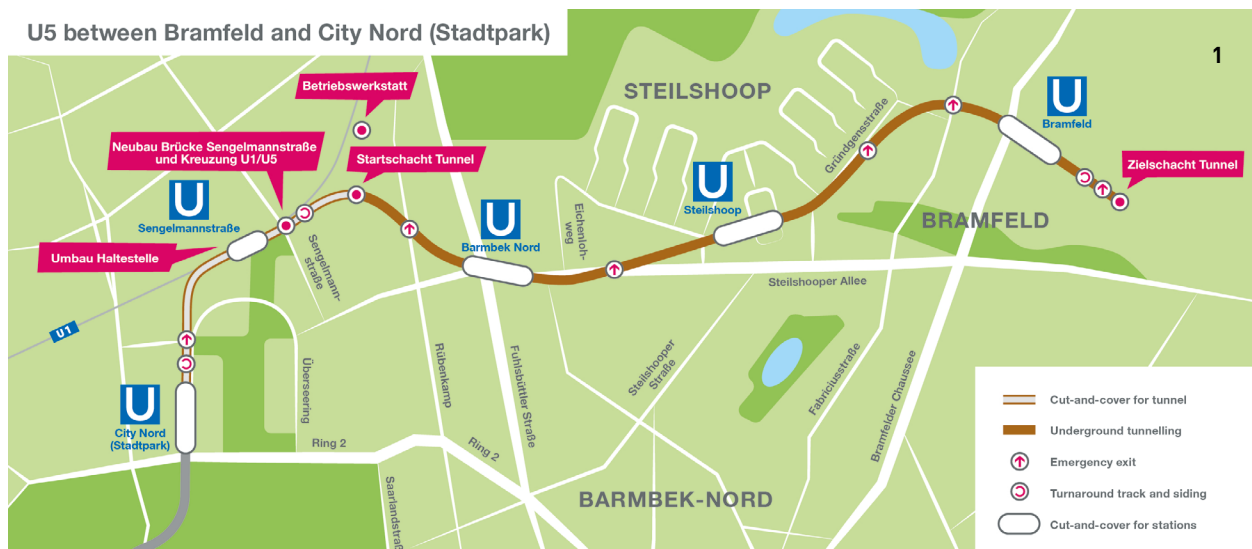 U5 between Bramfeld and City Nord (Stadtpark)
1
Betriebswerkstatt
STEILSHOOP
U
Bramfeld
Gründgensstraße
Neubau Brücke Sengelmannstraße
und Kreuzung U1/U5
Startschacht Tunnel
Zielschacht Tunnel
U
Sengelmannstraße
U
Steilshoop
U
Barmbek Nord
Eichenloh-
weg
BRAMFELD
Umbau Haltestelle
Sengelmann-
straße
Steilshooper Allee
U1
Überseering
Rübenkamp
Fuhlsbüttler Straße
Steilshooper
Straße
Fabriciusstraße
Bramfelder Chaussee
U
City Nord
(Stadtpark)
Ring 2
Ring 2
Saarlandstraß
BARMBEK-NORD
Cut-and-cover for tunnel
Underground tunnelling
Emergency exit
Turnaround track and siding
Cut-and-cover for stations